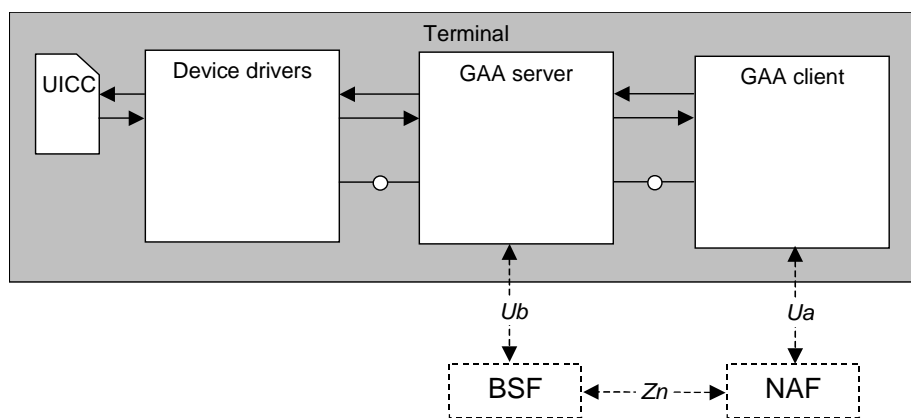 Terminal
UICC
Device drivers
GAA server
GAA client
Ub
Ua
BSF
Zn
NAF